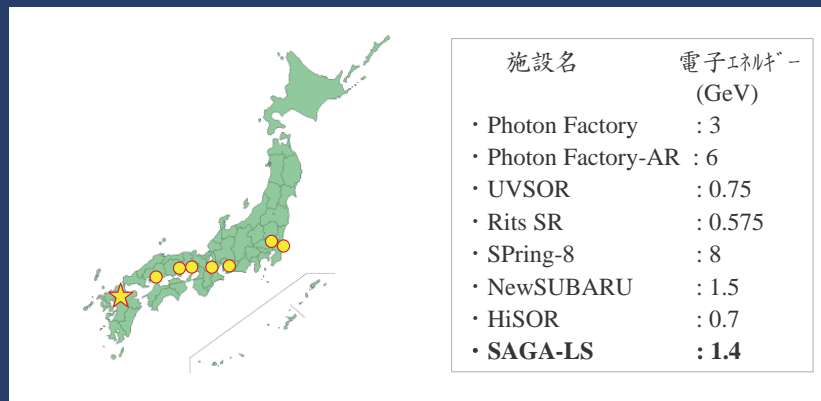 施設名 電子エネルギー
(GeV)
・Photon Factory : 3
・Photon Factory-AR : 6
・UVSOR : 0.75
・Rits SR : 0.575
・SPring-8 : 8
・NewSUBARU : 1.5
・HiSOR : 0.7
・SAGA-LS : 1.4